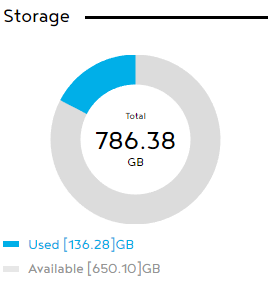 Storage
Total
786.38
GB
Used [136.28]GB
Available [650.10]GB